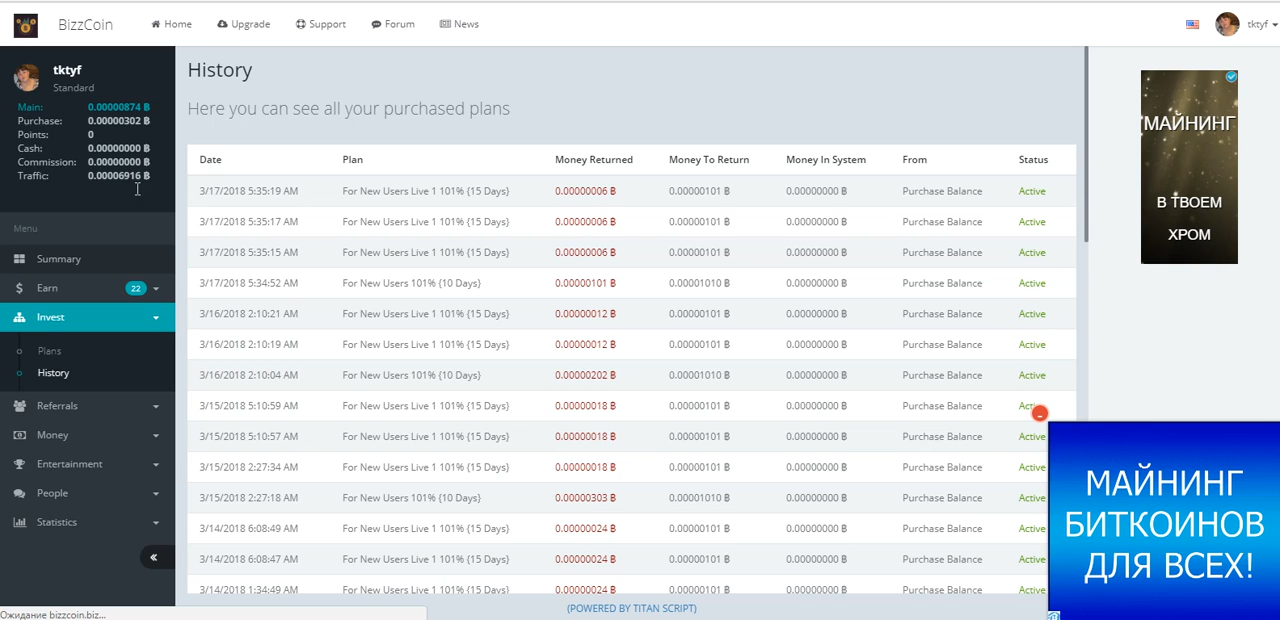 BizzCoin Home Upgrade Support Forum News tktyf
tktyf
Standard
Main: 0.00000874 ฿
Purchase: 0.00000302 ฿
Points: 0
Cash: 0.00000000 ฿
Commission: 0.00000000 ฿
Traffic: 0.00006916 ฿
Menu
Summary
Earn 22
Invest
Plans
History
Referrals
Money
Entertainment
People
Statistics
«
History
Here you can see all your purchased plans
Date Plan Money Returned Money To Return Money In System From Status
3/17/2018 5:35:19 AM For New Users Live 1 101% {15 Days} 0.00000006 ฿ 0.00000101 ฿ 0.00000000 ฿ Purchase Balance Active
3/17/2018 5:35:17 AM For New Users Live 1 101% {15 Days} 0.00000006 ฿ 0.00000101 ฿ 0.00000000 ฿ Purchase Balance Active
3/17/2018 5:35:15 AM For New Users Live 1 101% {15 Days} 0.00000006 ฿ 0.00000101 ฿ 0.00000000 ฿ Purchase Balance Active
3/17/2018 5:34:52 AM For New Users 101% {10 Days} 0.00000101 ฿ 0.00001010 ฿ 0.00000000 ฿ Purchase Balance Active
3/16/2018 2:10:21 AM For New Users Live 1 101% {15 Days} 0.00000012 ฿ 0.00000101 ฿ 0.00000000 ฿ Purchase Balance Active
3/16/2018 2:10:19 AM For New Users Live 1 101% {15 Days} 0.00000012 ฿ 0.00000101 ฿ 0.00000000 ฿ Purchase Balance Active
3/16/2018 2:10:04 AM For New Users 101% {10 Days} 0.00000202 ฿ 0.00001010 ฿ 0.00000000 ฿ Purchase Balance Active
3/15/2018 5:10:59 AM For New Users Live 1 101% {15 Days} 0.00000018 ฿ 0.00000101 ฿ 0.00000000 ฿ Purchase Balance
3/15/2018 5:10:57 AM For New Users Live 1 101% {15 Days} 0.00000018 ฿ 0.00000101 ฿ 0.00000000 ฿ Purchase Balance Active
3/15/2018 2:27:34 AM For New Users Live 1 101% {15 Days} 0.00000018 ฿ 0.00000101 ฿ 0.00000000 ฿ Purchase Balance Active
3/15/2018 2:27:18 AM For New Users 101% {10 Days} 0.00000303 ฿ 0.00001010 ฿ 0.00000000 ฿ Purchase Balance Active
3/14/2018 6:08:49 AM For New Users Live 1 101% {15 Days} 0.00000024 ฿ 0.00000101 ฿ 0.00000000 ฿ Purchase Balance Active
3/14/2018 6:08:47 AM For New Users Live 1 101% {15 Days} 0.00000024 ฿ 0.00000101 ฿ 0.00000000 ฿ Purchase Balance Active
3/14/2018 1:34:49 AM For New Users Live 1 101% {15 Days} 0.00000024 ฿ 0.00000101 ฿ 0.00000000 ฿ Purchase Balance Active
(POWERED BY TITAN SCRIPT)
Ожидание bizzcoin.biz...
МАЙНИНГ
В ТВОЕМ
ХРОМ
МАЙНИНГ
БИТКОИНОВ
ДЛЯ ВСЕХ!